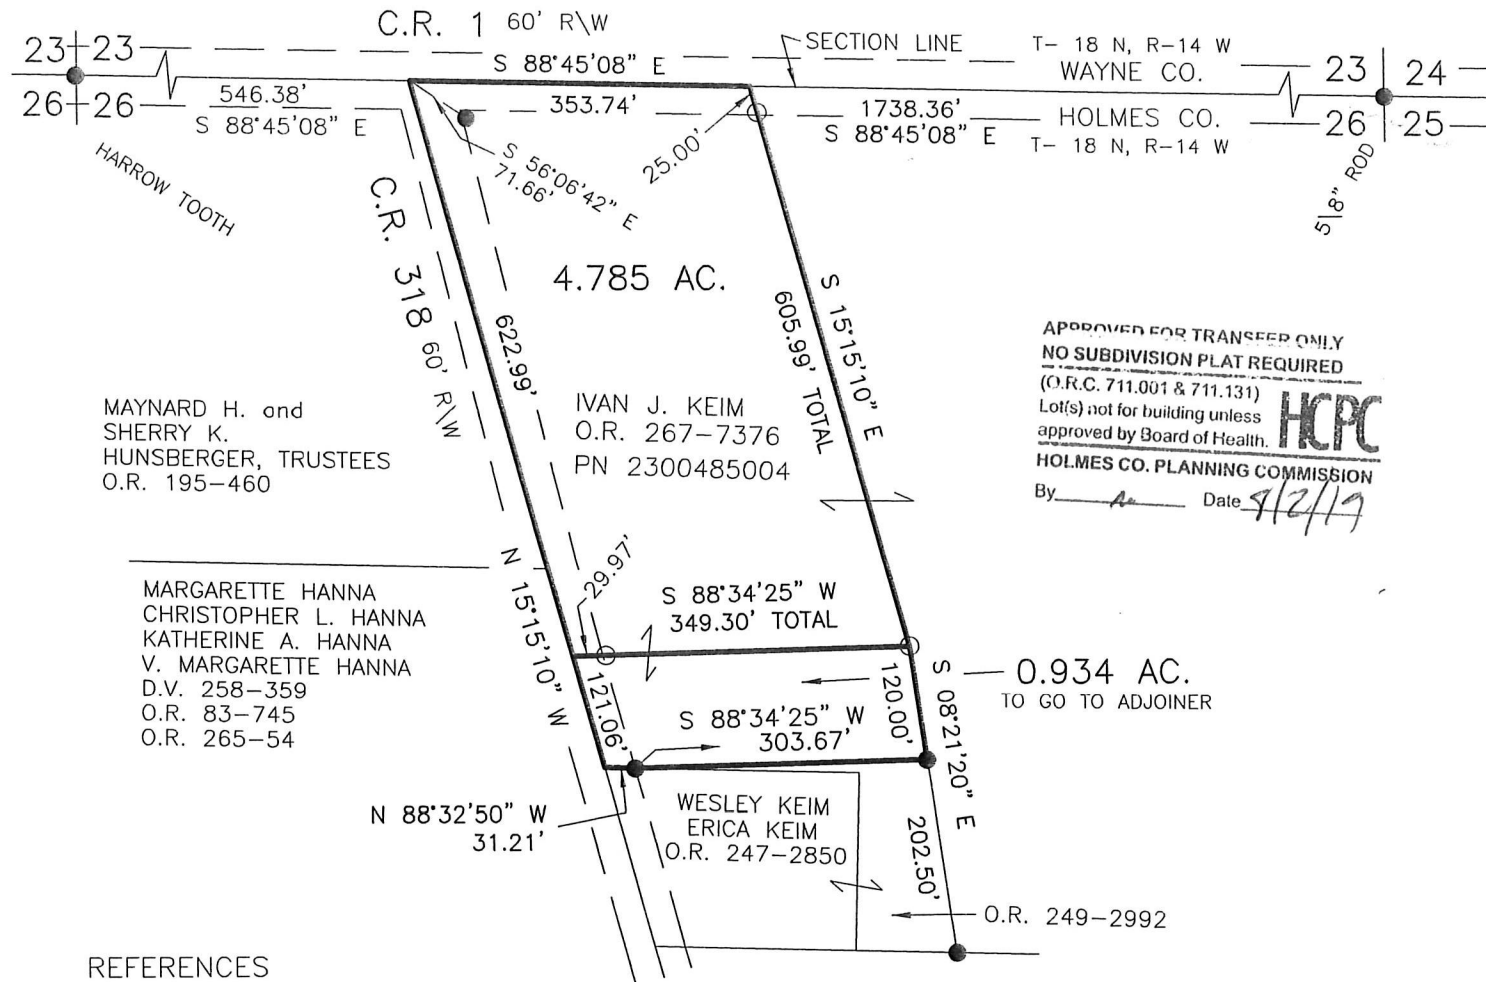 C.R. 1 60' R\W
23 23
26 26
S 88°45'08" E
SECTION LINE
T- 18 N, R-14 W
WAYNE CO.
23 24
26 25
546.38'
S 88°45'08" E
353.74'
1738.36'
S 88°45'08" E
HOLMES CO.
T- 18 N, R-14 W
HARROW TOOTH
S 56°06'42" E
71.66'
25.00'
5\8" ROD
C.R. 318 60' R\W
4.785 AC.
622.99'
S 15°15'10" E
605.99' TOTAL
APPROVED FOR TRANSFER ONLY
NO SUBDIVISION PLAT REQUIRED
(O.R.C. 711.001 & 711.131)
Lot(s) not for building unless
approved by Board of Health.
HCPC
HOLMES CO. PLANNING COMMISSION
By Date 8/2/19
MAYNARD H. and
SHERRY K.
HUNSBERGER, TRUSTEES
O.R. 195-460
IVAN J. KEIM
O.R. 267-7376
PN 2300485004
N 15°15'10" W
29.97'
S 88°34'25" W
349.30' TOTAL
MARGARETTE HANNA
CHRISTOPHER L. HANNA
KATHERINE A. HANNA
V. MARGARETTE HANNA
D.V. 258-359
O.R. 83-745
O.R. 265-54
121.06'
120.00'
S 08°21'20" E
0.934 AC.
TO GO TO ADJOINER
S 88°34'25" W
303.67'
N 88°32'50" W
31.21'
WESLEY KEIM
ERICA KEIM
O.R. 247-2850
202.50'
O.R. 249-2992
REFERENCES